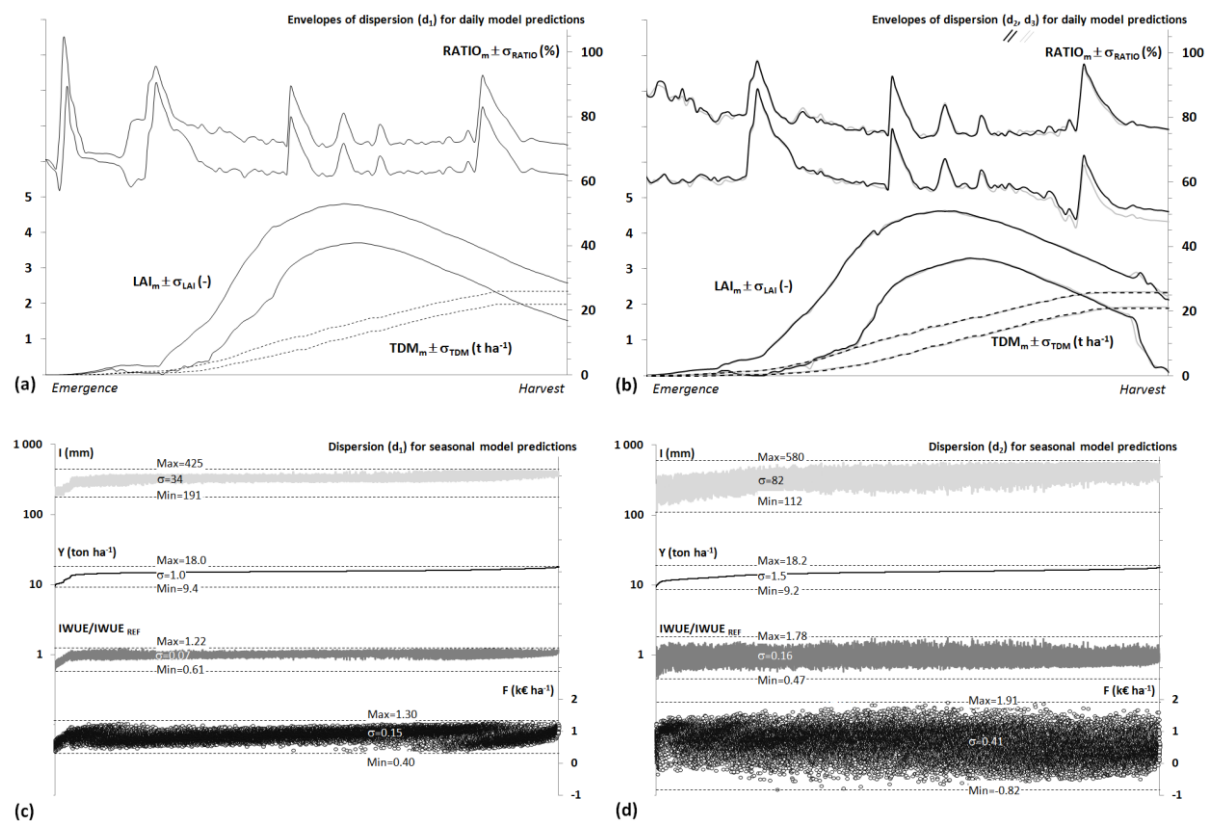 Envelopes of dispersion (d1) for daily model predictions
RATIOm ± σRATIO (%)
100
80
60
40
20
0
5
4
3
2
1
0
LAIm ± σLAI (-)
TDMm ± σTDM (t ha-1)
(a)
Emergence
Harvest
Envelopes of dispersion (d2, d3) for daily model predictions
RATIOm ± σRATIO (%)
100
80
60
40
20
0
5
4
3
2
1
0
LAIm ± σLAI (-)
TDMm ± σTDM (t ha-1)
(b)
Emergence
Harvest
Dispersion (d1) for seasonal model predictions
1 000
100
10
1
I (mm)
Max=425
σ=34
Min=191
Y (ton ha-1)
Max=18.0
σ=1.0
Min=9.4
IWUE/IWUE REF
Max=1.22
σ=0.07
Min=0.61
F (k€ ha-1)
2
1
0
-1
Max=1.30
σ=0.15
Min=0.40
(c)
Dispersion (d2) for seasonal model predictions
1 000
100
10
1
I (mm)
Max=580
σ=82
Min=112
Y (ton ha-1)
Max=18.2
σ=1.5
Min=9.2
IWUE/IWUE REF
Max=1.78
σ=0.16
Min=0.47
F (k€ ha-1)
2
1
0
-1
Max=1.91
σ=0.41
Min=-0.82
(d)